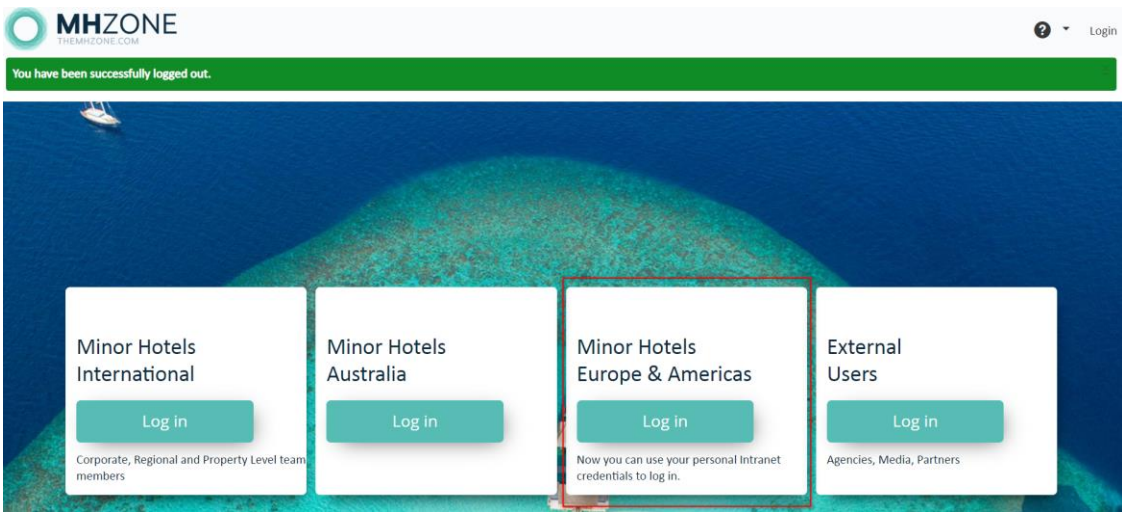 MHZONE
THEMHZONE.COM
? Login
You have been successfully logged out.
Minor Hotels
International
Log in
Corporate, Regional and Property Level team
members
Minor Hotels
Australia
Log in
Minor Hotels
Europe & Americas
Log in
Now you can use your personal Intranet
credentials to log in.
External
Users
Log in
Agencies, Media, Partners